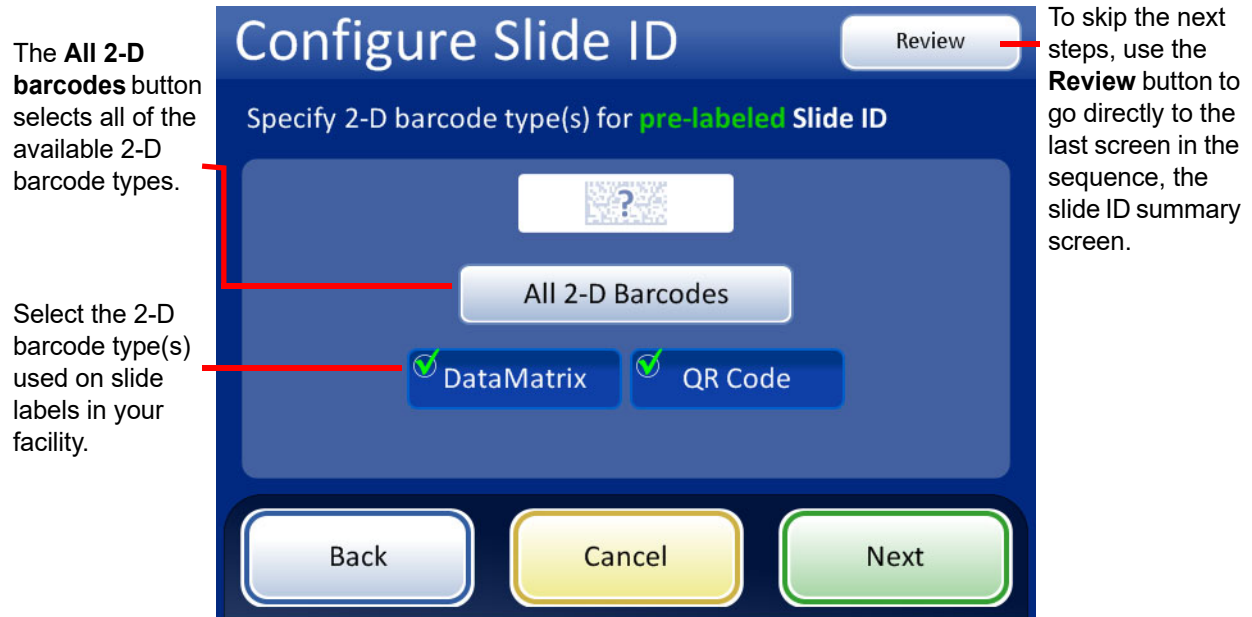 The All 2-D
barcodes button
selects all of the
available 2-D
barcode types.
Select the 2-D
barcode type(s)
used on slide
labels in your
facility.
Configure Slide ID
Review
Specify 2-D barcode type(s) for pre-labeled Slide ID
?
All 2-D Barcodes
DataMatrix
QR Code
Back
Cancel
Next
To skip the next
steps, use the
Review button to
go directly to the
last screen in the
sequence, the
slide ID summary
screen.